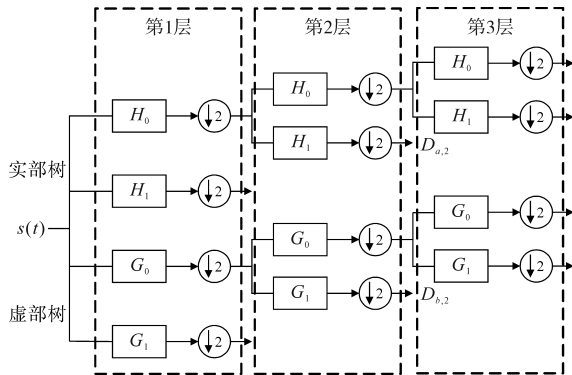 第1层 第2层 第3层
H₀ ↓2 H₀ ↓2 H₀ ↓2
H₁ ↓2 H₁ ↓2
D_{a,2}
实部树
H₁ ↓2
s(t)
G₀ ↓2 G₀ ↓2 G₀ ↓2
G₁ ↓2 G₁ ↓2
D_{b,2}
虚部树
G₁ ↓2